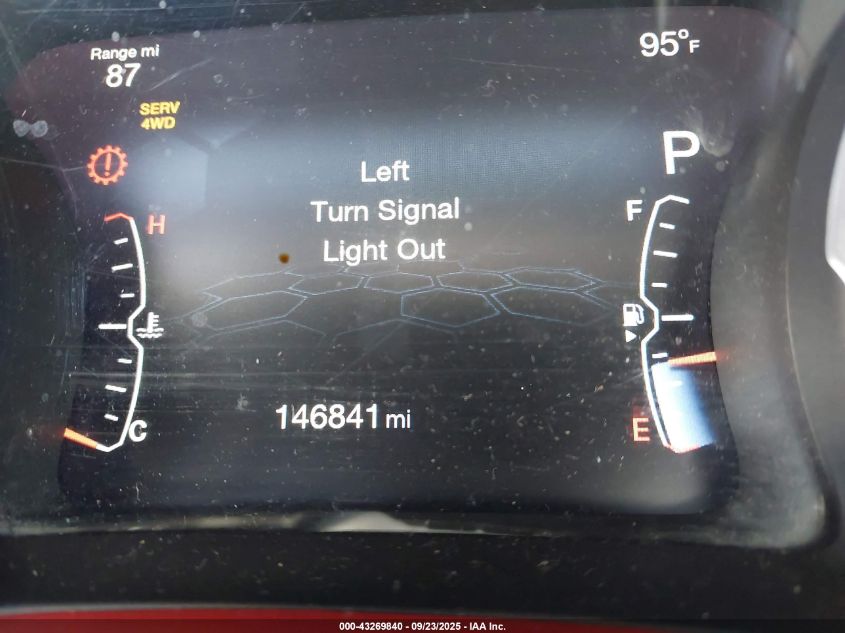 Range mi
87
95°F
SERV
4WD
P
Left
Turn Signal
Light Out
H
F
C
E
146841 mi
000-43269840 - 09/23/2025 - IAA Inc.